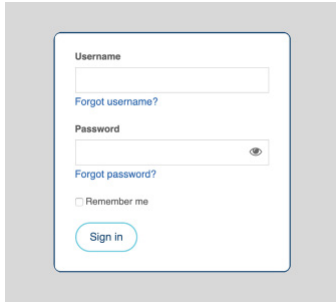 Username
Forgot username?
Password
Forgot password?
Remember me
Sign in